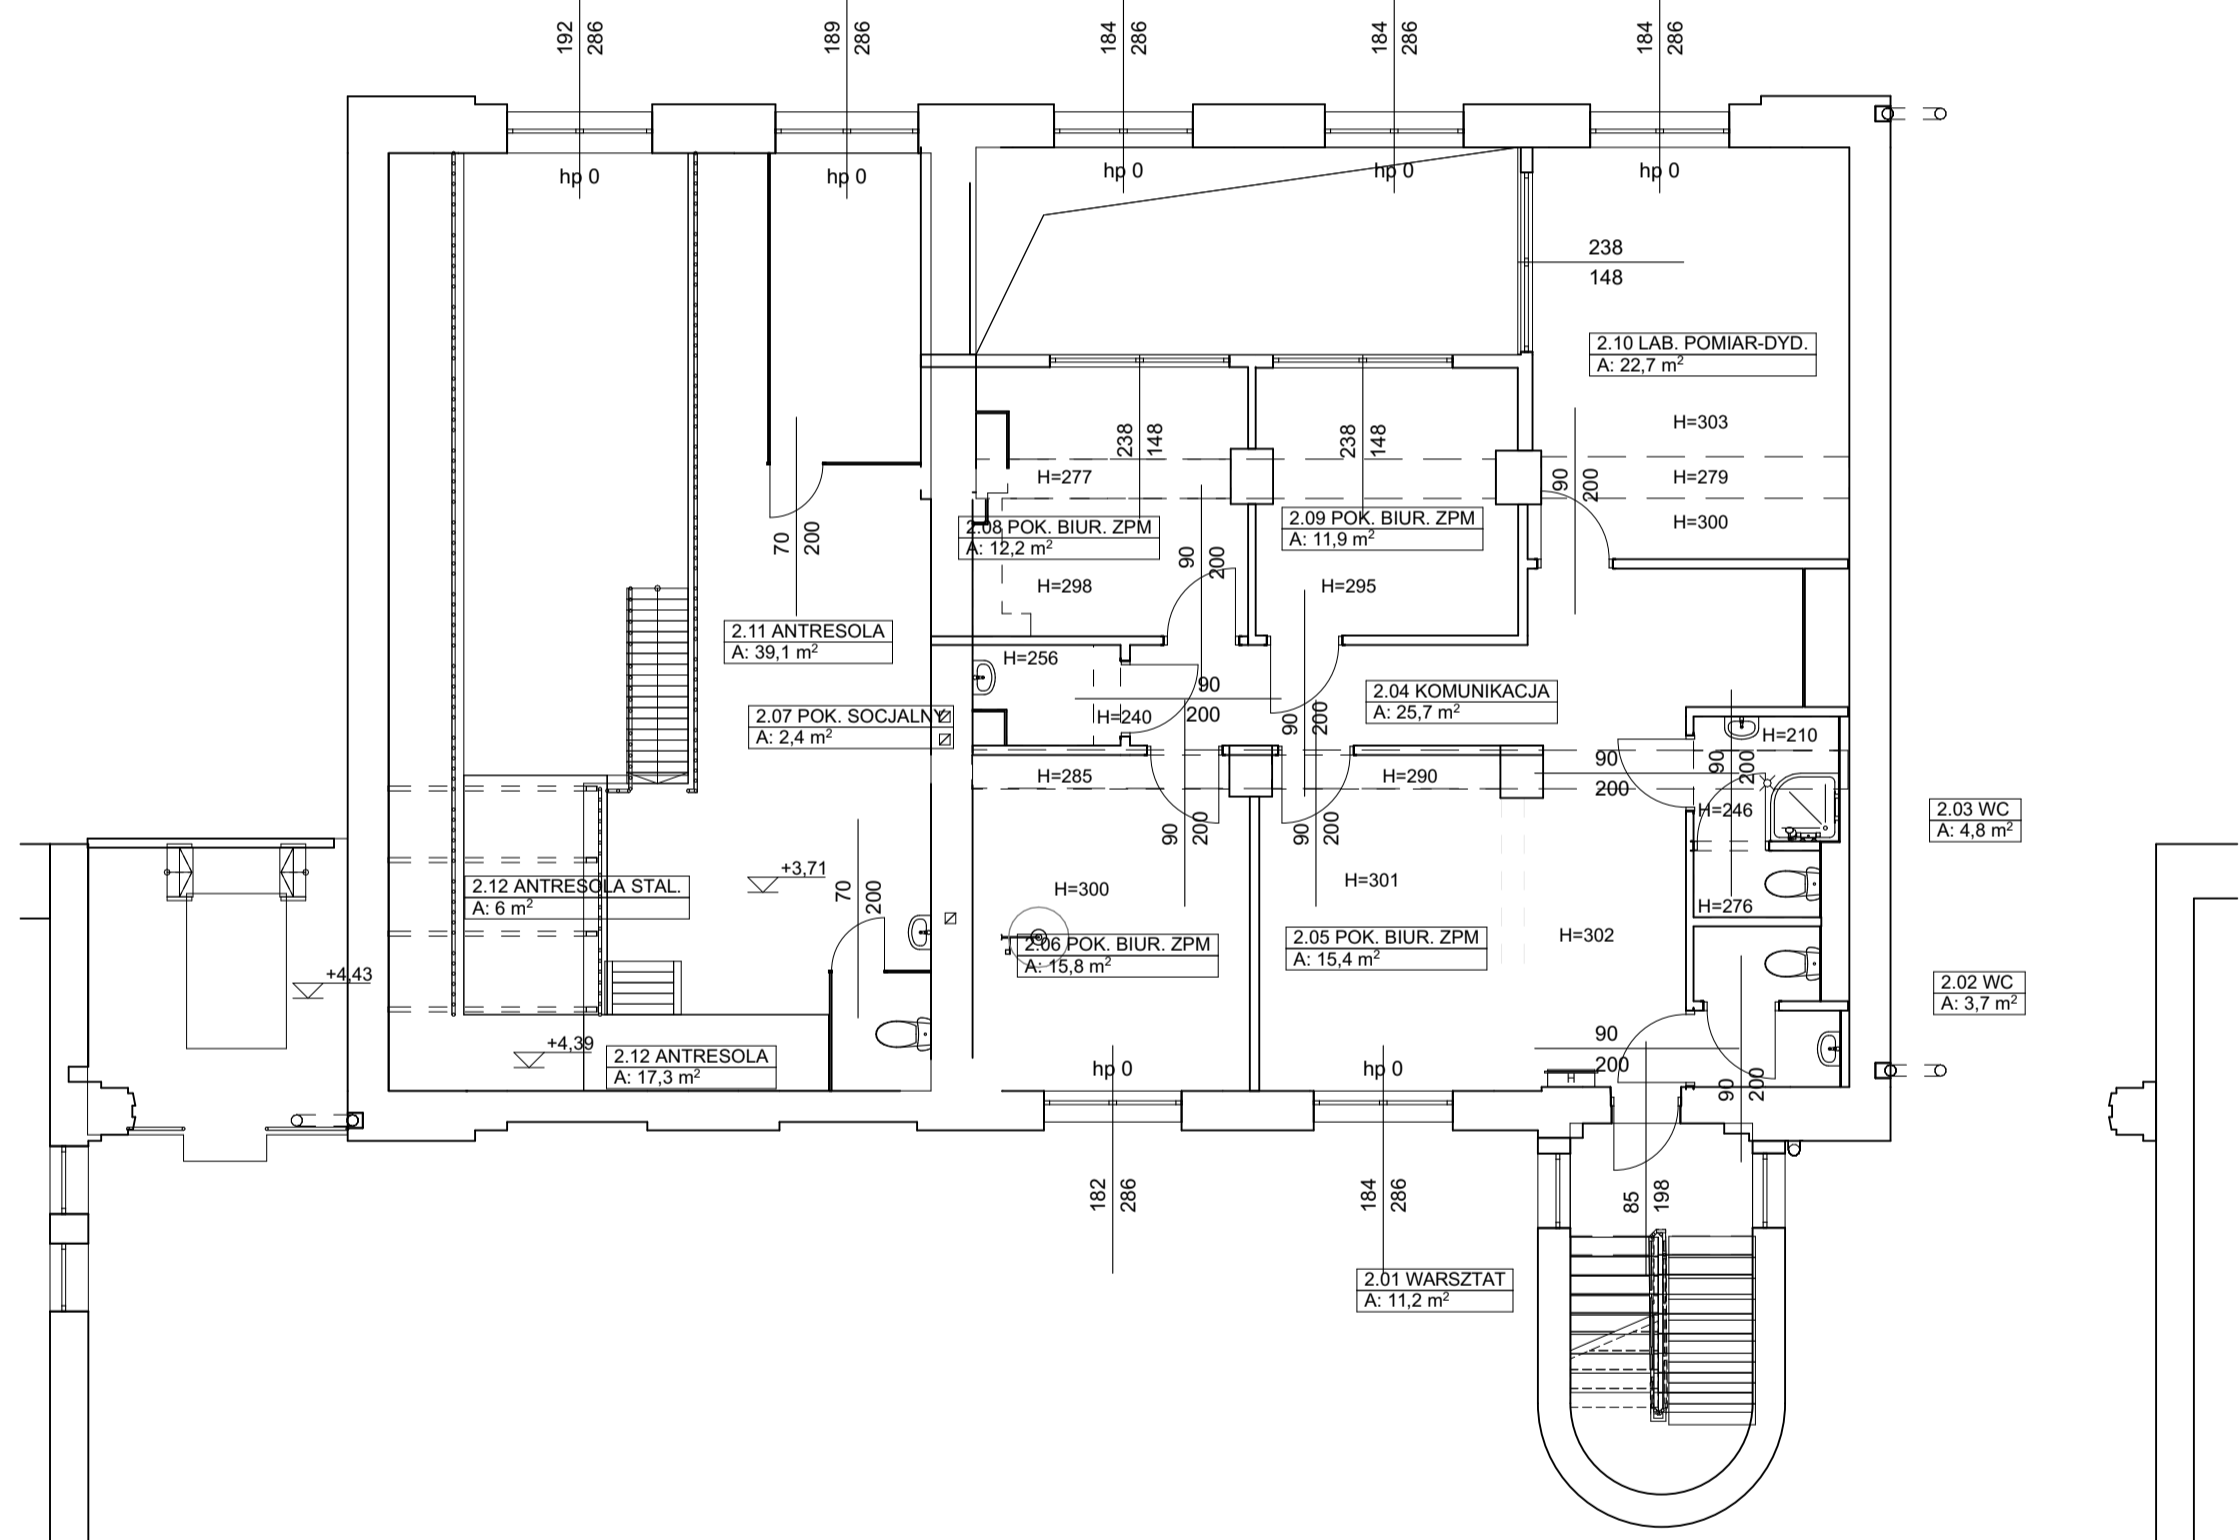 192
286
189
286
184
286
184
286
184
286
hp 0
hp 0
hp 0
hp 0
hp 0
238
148
2.10 LAB. POMIAR-DYD.
A: 22,7 m²
H=303
238
148
238
148
H=277
90
200
H=279
2.08 POK. BIUR. ZPM
A: 12,2 m²
2.09 POK. BIUR. ZPM
A: 11,9 m²
H=300
70
200
90
200
H=298
H=295
2.11 ANTRESOLA
A: 39,1 m²
H=256
90
200
2.04 KOMUNIKACJA
A: 25,7 m²
2.07 POK. SOCJALNY
A: 2,4 m²
H=240
90
200
H=210
H=285
H=290
90
200
90
200
H=246
2.03 WC
A: 4,8 m²
90
200
90
200
+3,71
H=300
H=301
2.12 ANTRESOLA STAL.
A: 6 m²
70
200
H=276
2.06 POK. BIUR. ZPM
A: 15,8 m²
2.05 POK. BIUR. ZPM
A: 15,4 m²
H=302
+4,43
2.02 WC
A: 3,7 m²
+4,39
2.12 ANTRESOLA
A: 17,3 m²
90
200
hp 0
hp 0
H
90
200
182
286
184
286
85
198
2.01 WARSZTAT
A: 11,2 m²